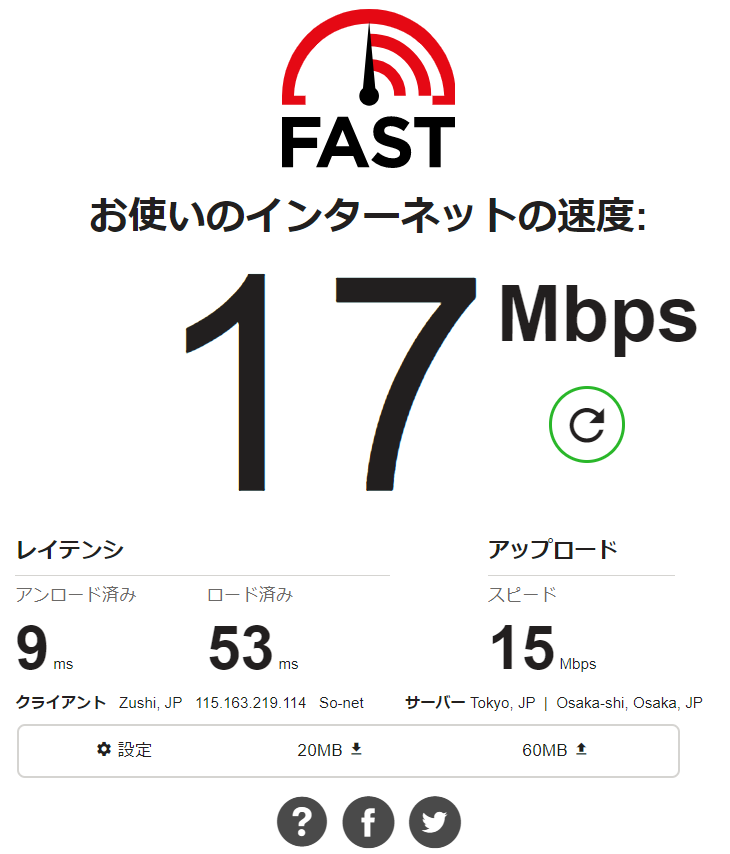 FAST
お使いのインターネットの速度:
17 Mbps
レイテンシ アップロード
アンロード済み ロード済み スピード
9 ms 53 ms 15 Mbps
クライアント Zushi, JP 115.163.219.114 So-net サーバー Tokyo, JP | Osaka-shi, Osaka, JP
設定 20MB 60MB
?